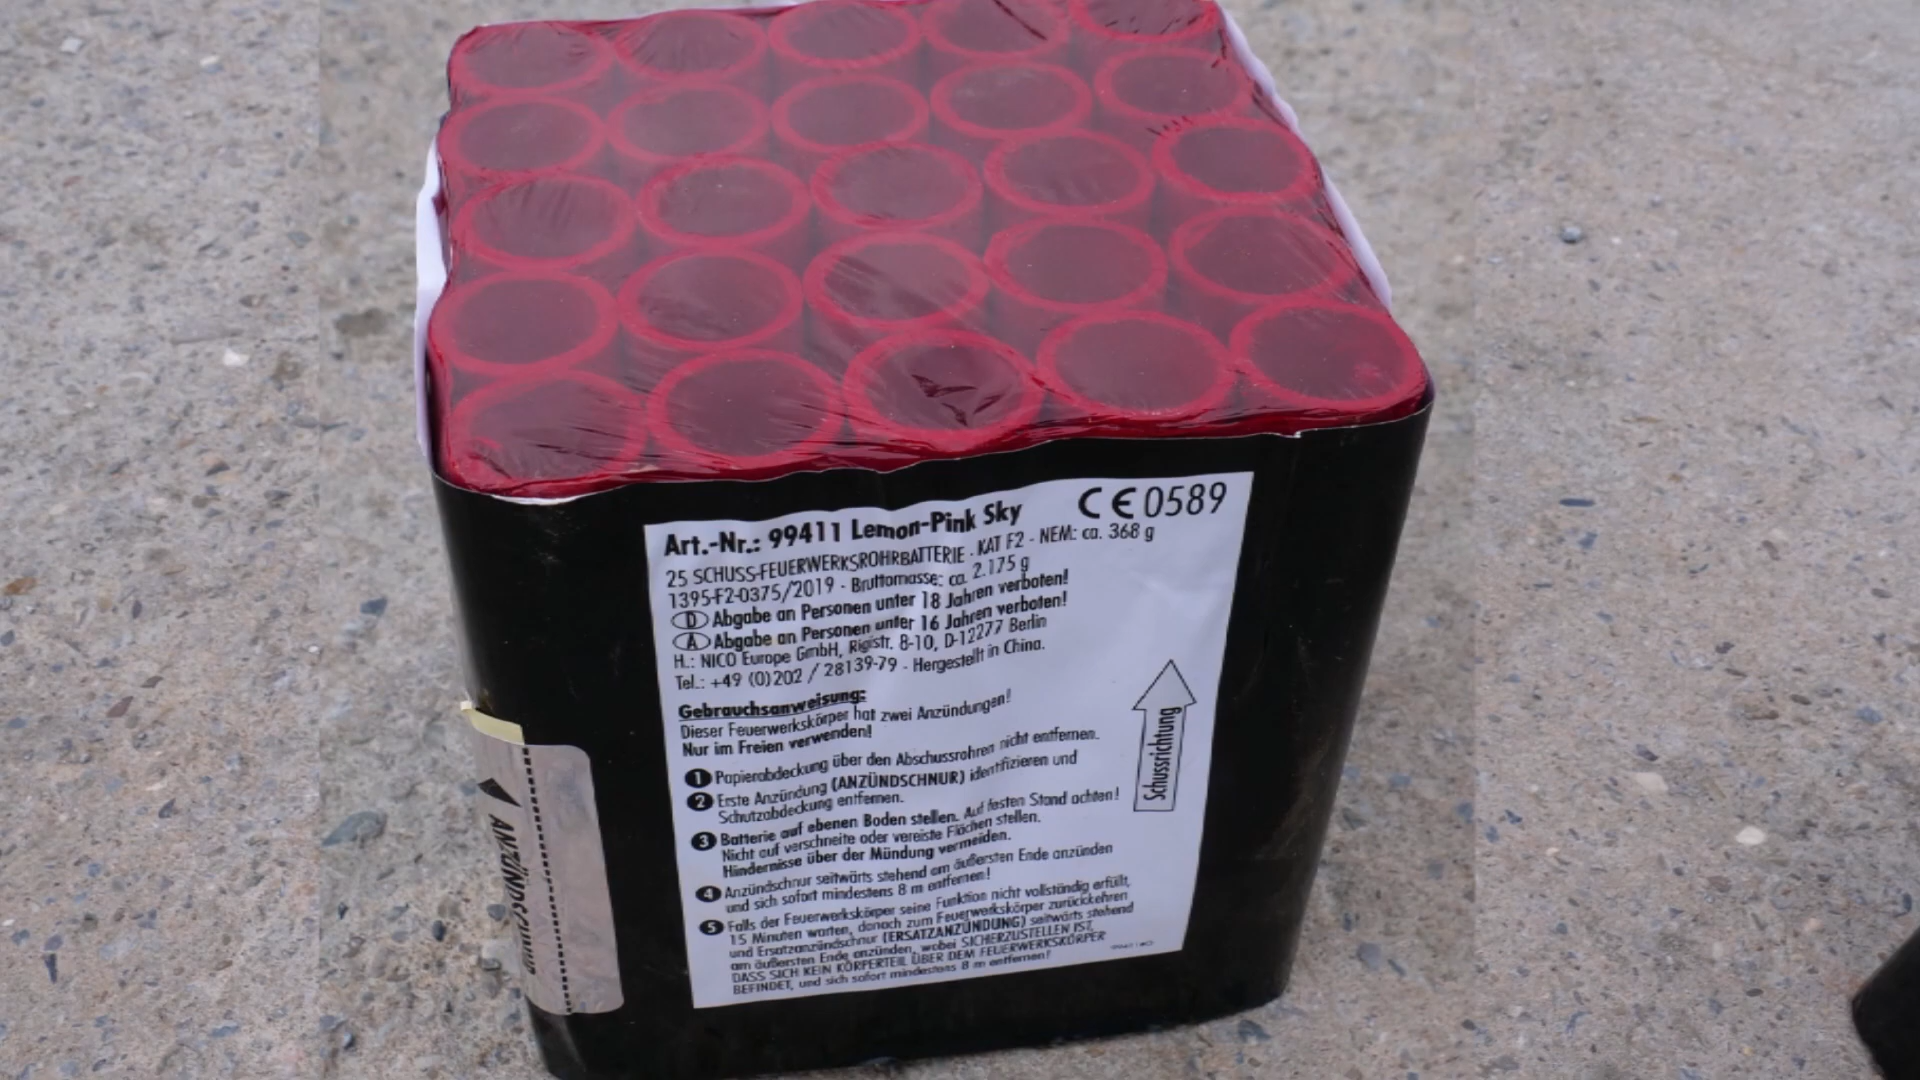 Art.-Nr.: 99411 Lemon-Pink Sky CE0589
25 SCHUSS-FEUERWERKSROHRBATTERIE - KAT F2 - NEM: ca. 368 g
1395-F2-0375/2019 - Bruttomasse: ca. 2.175 g
D Abgabe an Personen unter 18 Jahren verboten!
A Abgabe an Personen unter 16 Jahren verboten!
H.: NICO Europe GmbH, Rigistr. 8-10, D-12277 Berlin
Tel.: +49 (0)202 / 28139-79 - Hergestellt in China.
Gebrauchsanweisung:
Dieser Feuerwerkskörper hat zwei Anzündungen!
Nur im Freien verwenden!
1 Papierabdeckung über den Abschussrohren nicht entfernen.
2 Erste Anzündung (ANZÜNDSCHNUR) identifizieren und
Schutzabdeckung entfernen.
3 Batterie auf ebenen Boden stellen. Auf festen Stand achten!
Nicht auf verschneite oder vereiste Flächen stellen.
Hindernisse über der Mündung vermeiden.
4 Anzündschnur seitwärts stehend am äußersten Ende anzünden
und sich sofort mindestens 8 m entfernen!
5 Falls der Feuerwerkskörper seine Funktion nicht vollständig erfüllt,
15 Minuten warten, danach zum Feuerwerkskörper zurückkehren
und Ersatzanzündschnur (ERSATZANZÜNDUNG) seitwärts stehend
am äußersten Ende anzünden, wobei SICHERZUSTELLEN IST,
DASS SICH KEIN KÖRPERTEIL ÜBER DEM FEUERWERKSKÖRPER
BEFINDET, und sich sofort mindestens 8 m entfernen!
Schussrichtung
ANZÜNDSCHNUR